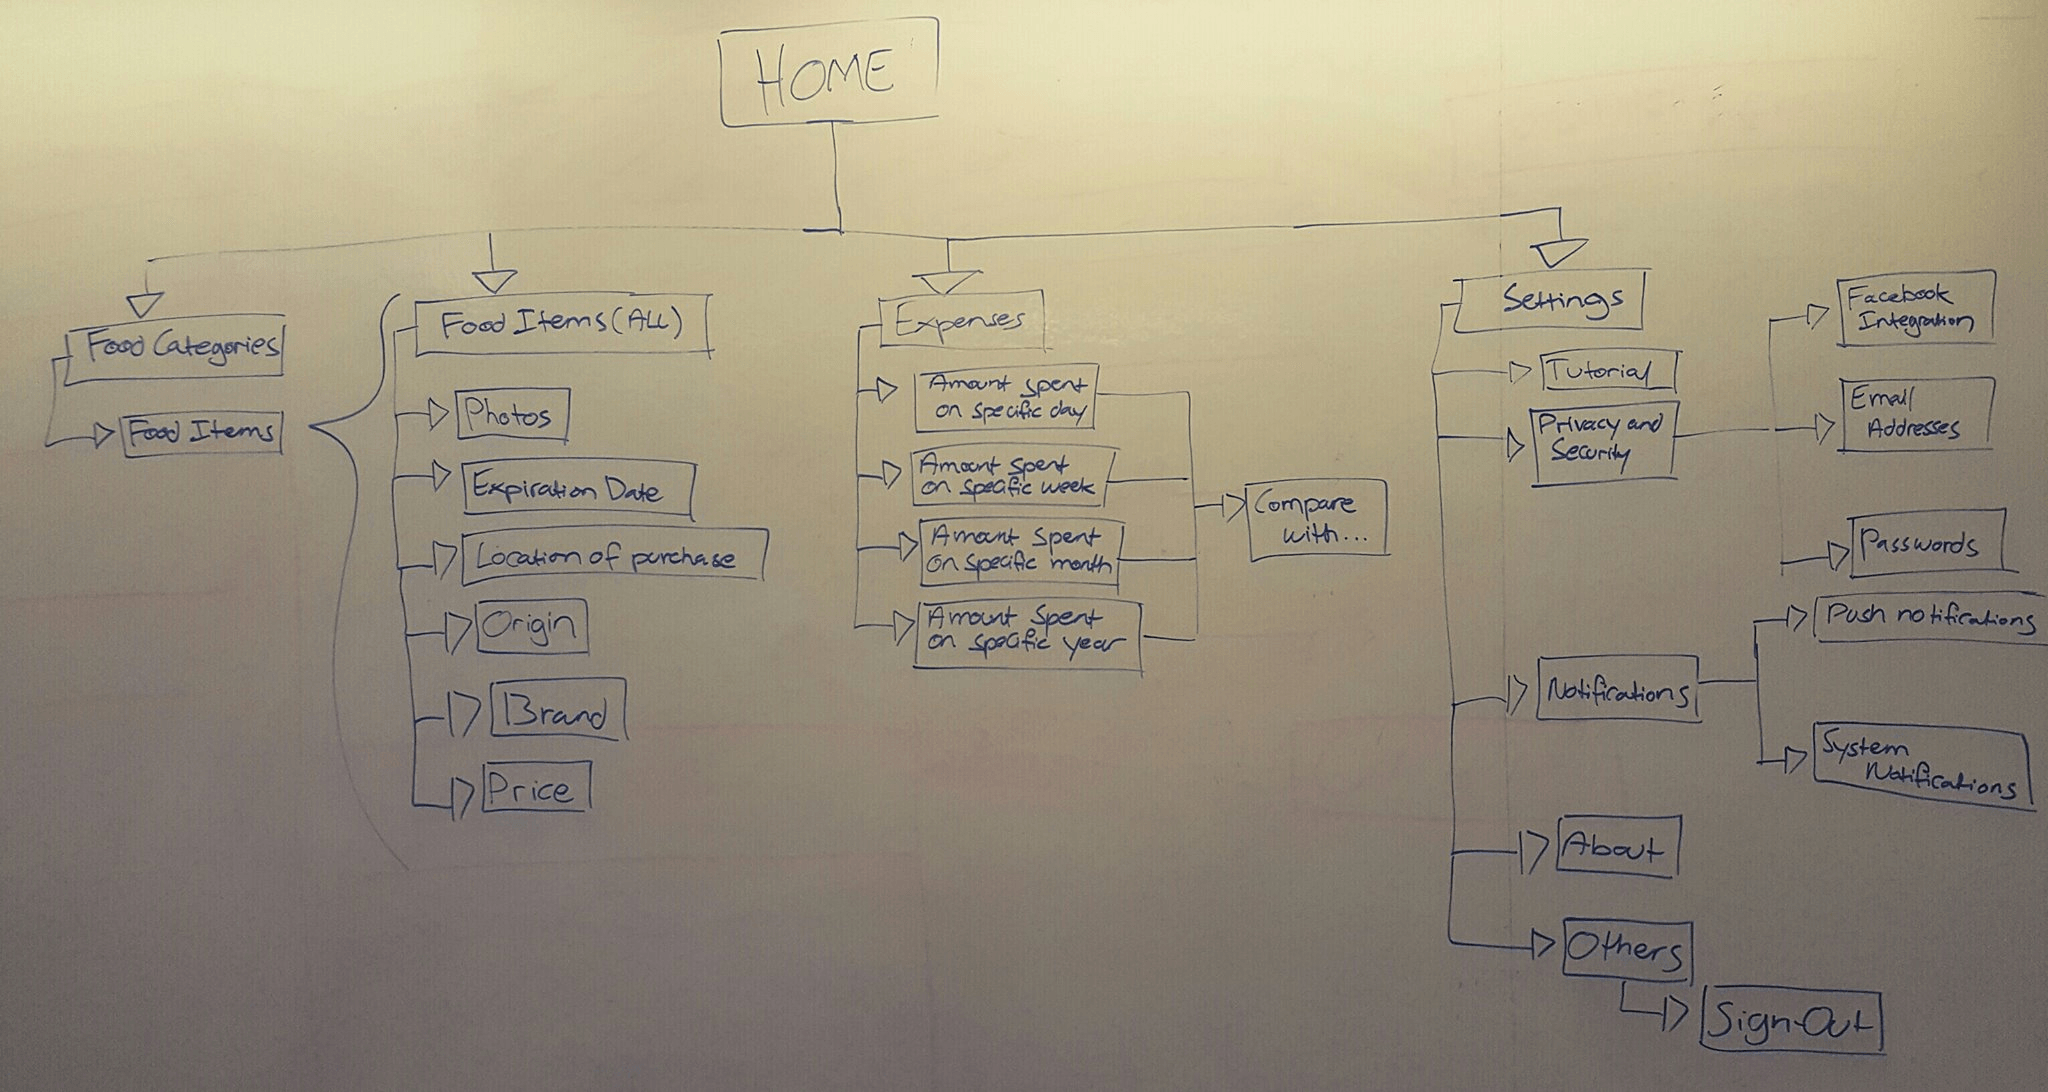 HOME
Food Categories
Food Items
Food Items (ALL)
Photos
Expiration Date
Location of purchase
Origin
Brand
Price
Expenses
Amount spent
on specific day
Amount spent
on specific week
Amount spent
on specific month
Amount Spent
on specific year
Compare
with...
Settings
Tutorial
Privacy and
Security
Facebook
Integration
Email
Addresses
Passwords
Notifications
Push notifications
System
Notifications
About
Others
Sign-Out